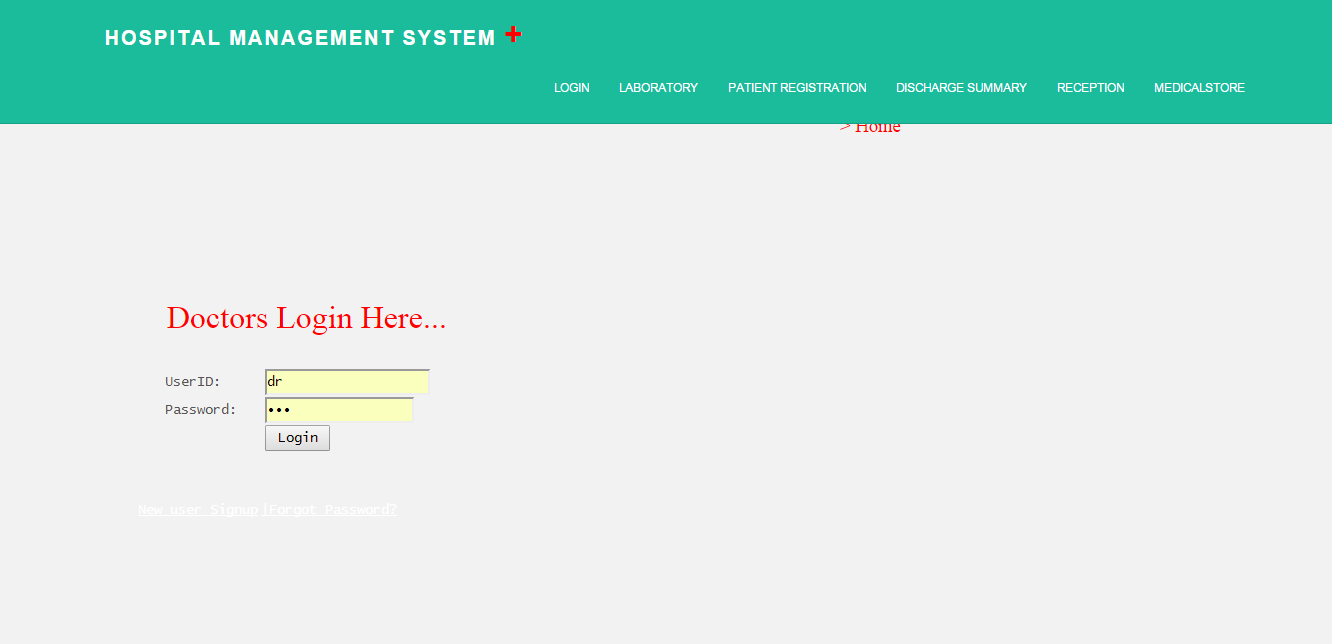 HOSPITAL MANAGEMENT SYSTEM +
LOGIN LABORATORY PATIENT REGISTRATION DISCHARGE SUMMARY RECEPTION MEDICALSTORE
> Home
Doctors Login Here...
UserID: dr
Password: •••
Login
New user Signup |Forgot Password?